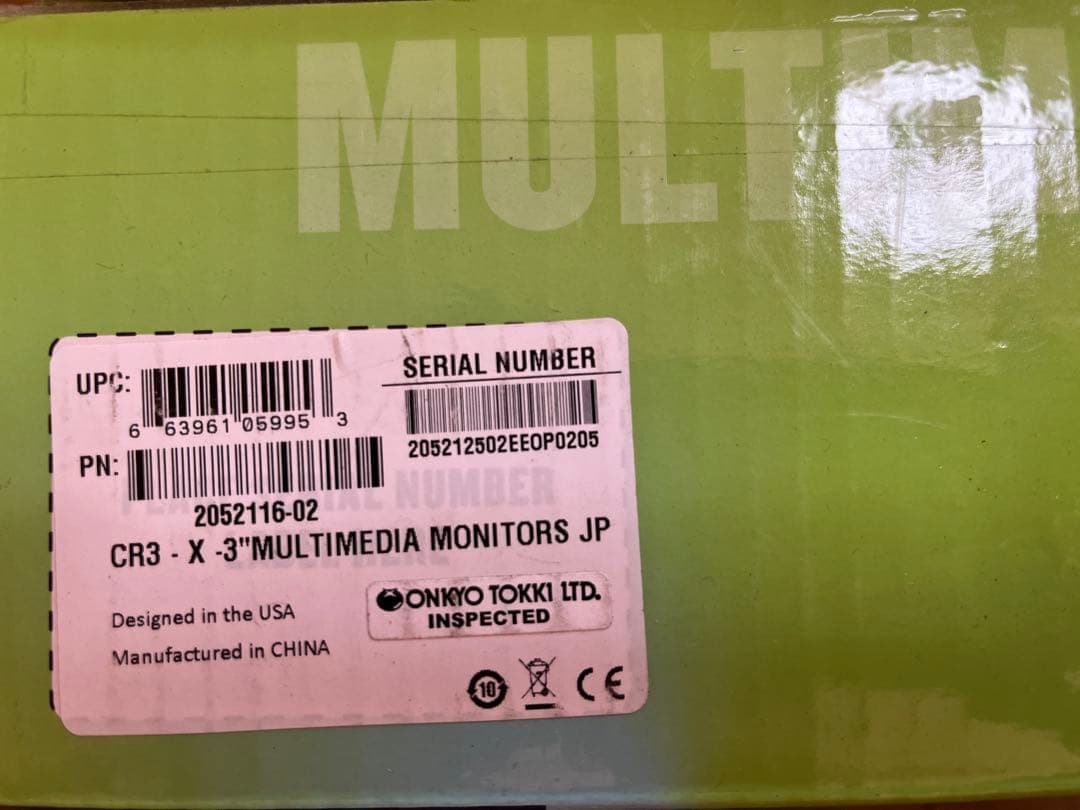 MULTI
UPC:
6 63961 05995 3
SERIAL NUMBER
205212502EEOP0205
PN:
2052116-02
CR3 - X -3"MULTIMEDIA MONITORS JP
Designed in the USA
Manufactured in CHINA
ONKYO TOKKI LTD.
INSPECTED
10
CE